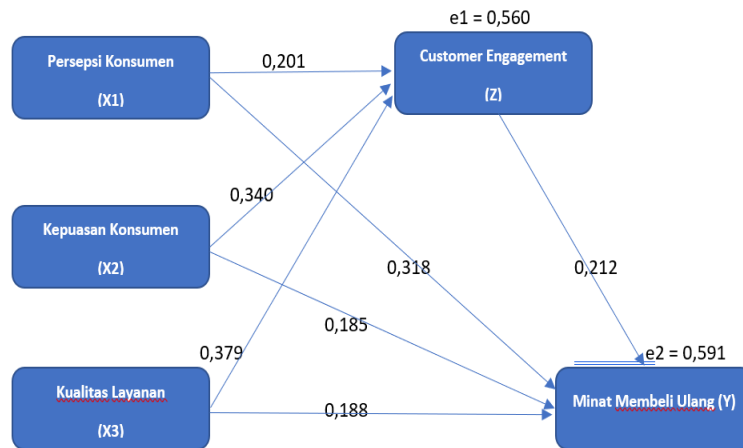 e1 = 0,560
Persepsi Konsumen
(X1)
0,201
Customer Engagement
(Z)
0,340
Kepuasan Konsumen
(X2)
0,318
0,212
0,185
0,379
e2 = 0,591
Kualitas Layanan
(X3)
0,188
Minat Membeli Ulang (Y)